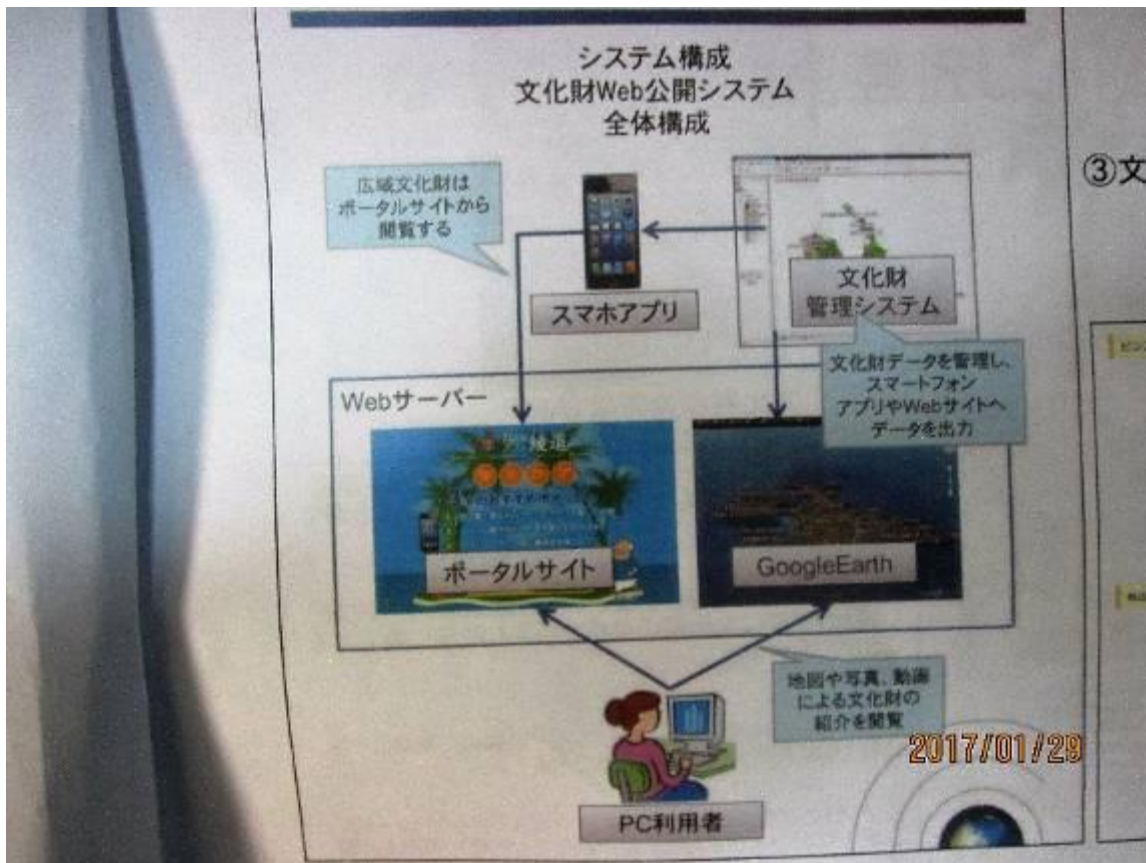 システム構成
文化財Web公開システム
全体構成
広域文化財は
ポータルサイトから
閲覧する
スマホアプリ
文化財
管理システム
文化財データを管理し、
スマートフォン
アプリやWebサイトへ
データを出力
Webサーバー
ポータルサイト
GoogleEarth
地図や写真、動画
による文化財の
紹介を閲覧
PC利用者
③文
2017/01/29